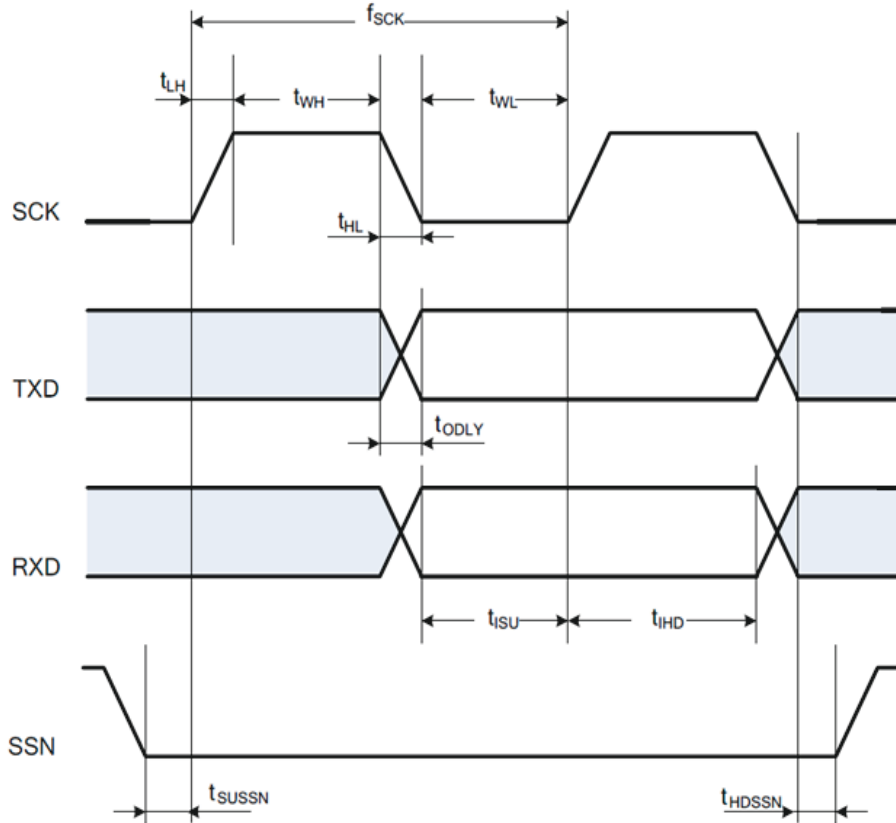 fSCK
tLH
tWH
tWL
SCK
tHL
TXD
tODLY
RXD
tISU
tIHD
SSN
tSUSSN
tHDSSN